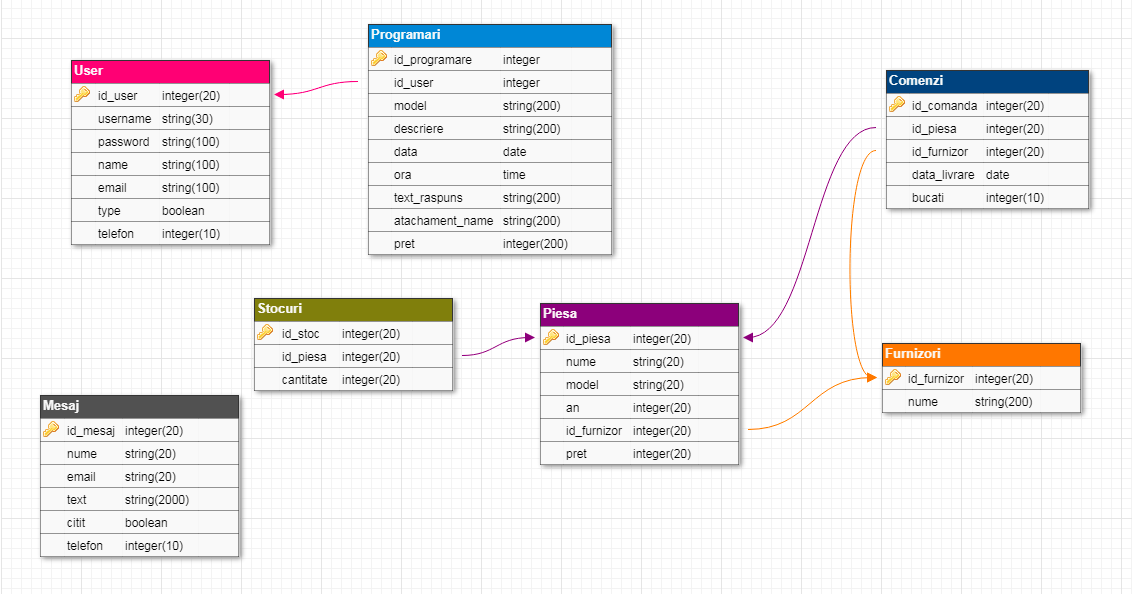 User
id_user integer(20)
username string(30)
password string(100)
name string(100)
email string(100)
type boolean
telefon integer(10)
Programari
id_programare integer
id_user integer
model string(200)
descriere string(200)
data date
ora time
text_raspuns string(200)
atachament_name string(200)
pret integer(200)
Comenzi
id_comanda integer(20)
id_piesa integer(20)
id_furnizor integer(20)
data_livrare date
bucati integer(10)
Stocuri
id_stoc integer(20)
id_piesa integer(20)
cantitate integer(20)
Piesa
id_piesa integer(20)
nume string(20)
model string(20)
an integer(20)
id_furnizor integer(20)
pret integer(20)
Furnizori
id_furnizor integer(20)
nume string(200)
Mesaj
id_mesaj integer(20)
nume string(20)
email string(20)
text string(2000)
citit boolean
telefon integer(10)